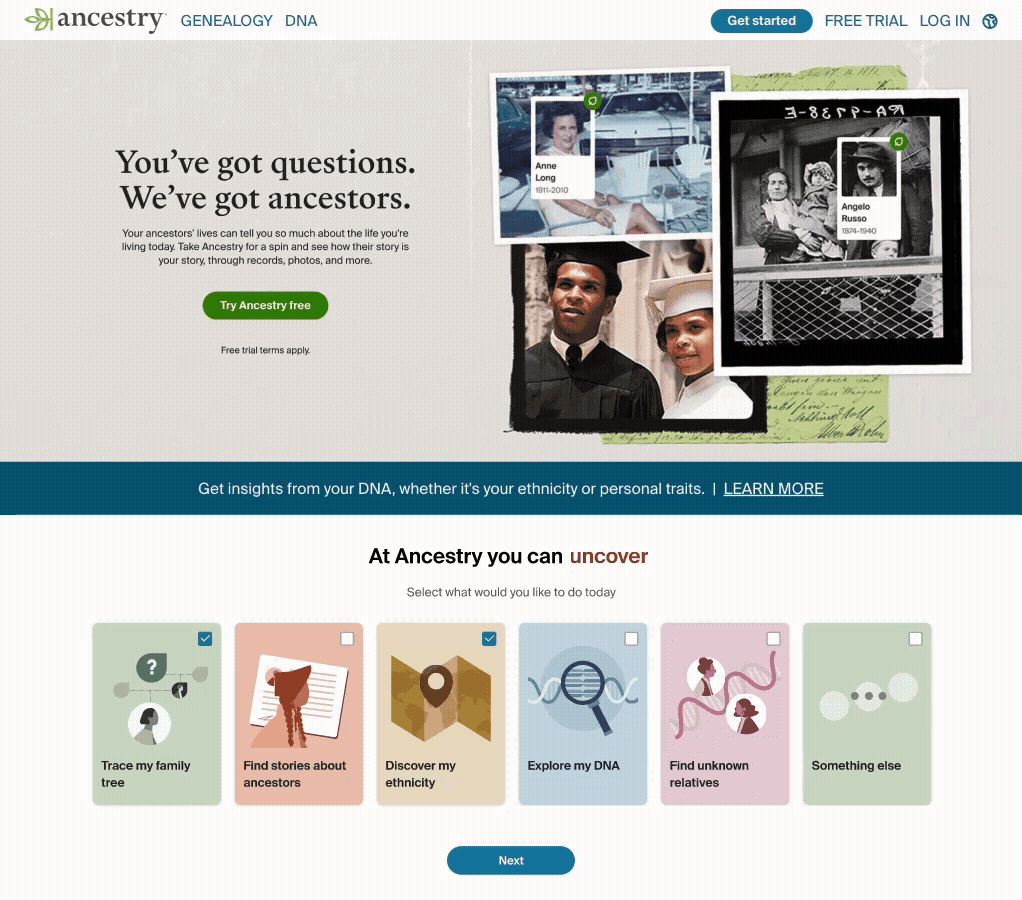 ancestry
GENEALOGY DNA
Get started FREE TRIAL LOG IN
You've got questions.
We've got ancestors.
Your ancestors' lives can tell you so much about the life you're
living today. Take Ancestry for a spin and see how their story is
your story, through records, photos, and more.
Try Ancestry free
Free trial terms apply.
Anne
Long
1911-2010
RA-9738-E
Angelo
Russo
1874-1940
Get insights from your DNA, whether it's your ethnicity or personal traits. | LEARN MORE
At Ancestry you can uncover
Select what would you like to do today
?
Trace my family
tree
Find stories about
ancestors
Discover my
ethnicity
Explore my DNA
Find unknown
relatives
Something else
Next